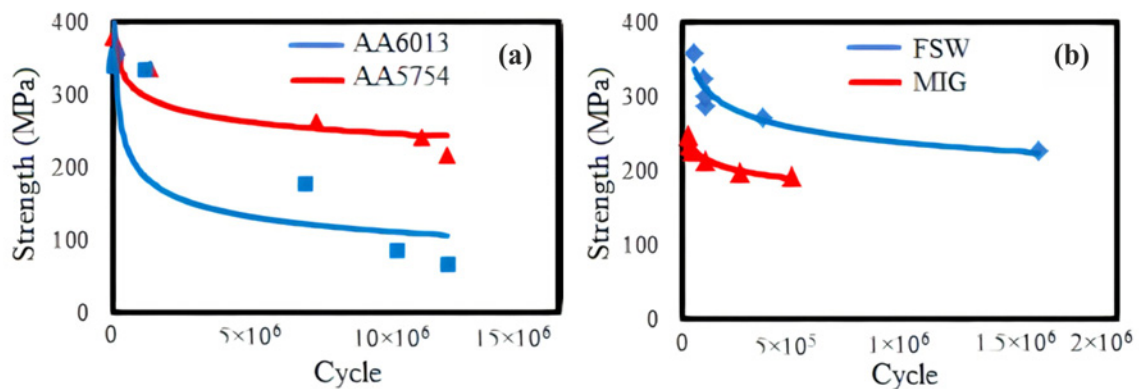 400
300
200
100
0
Strength (MPa)
AA6013
AA5754
(a)
0
5×10⁶
10×10⁶
15×10⁶
Cycle
400
300
200
100
0
Strength (MPa)
FSW
MIG
(b)
0
5×10⁵
1×10⁶
1.5×10⁶
2×10⁶
Cycle